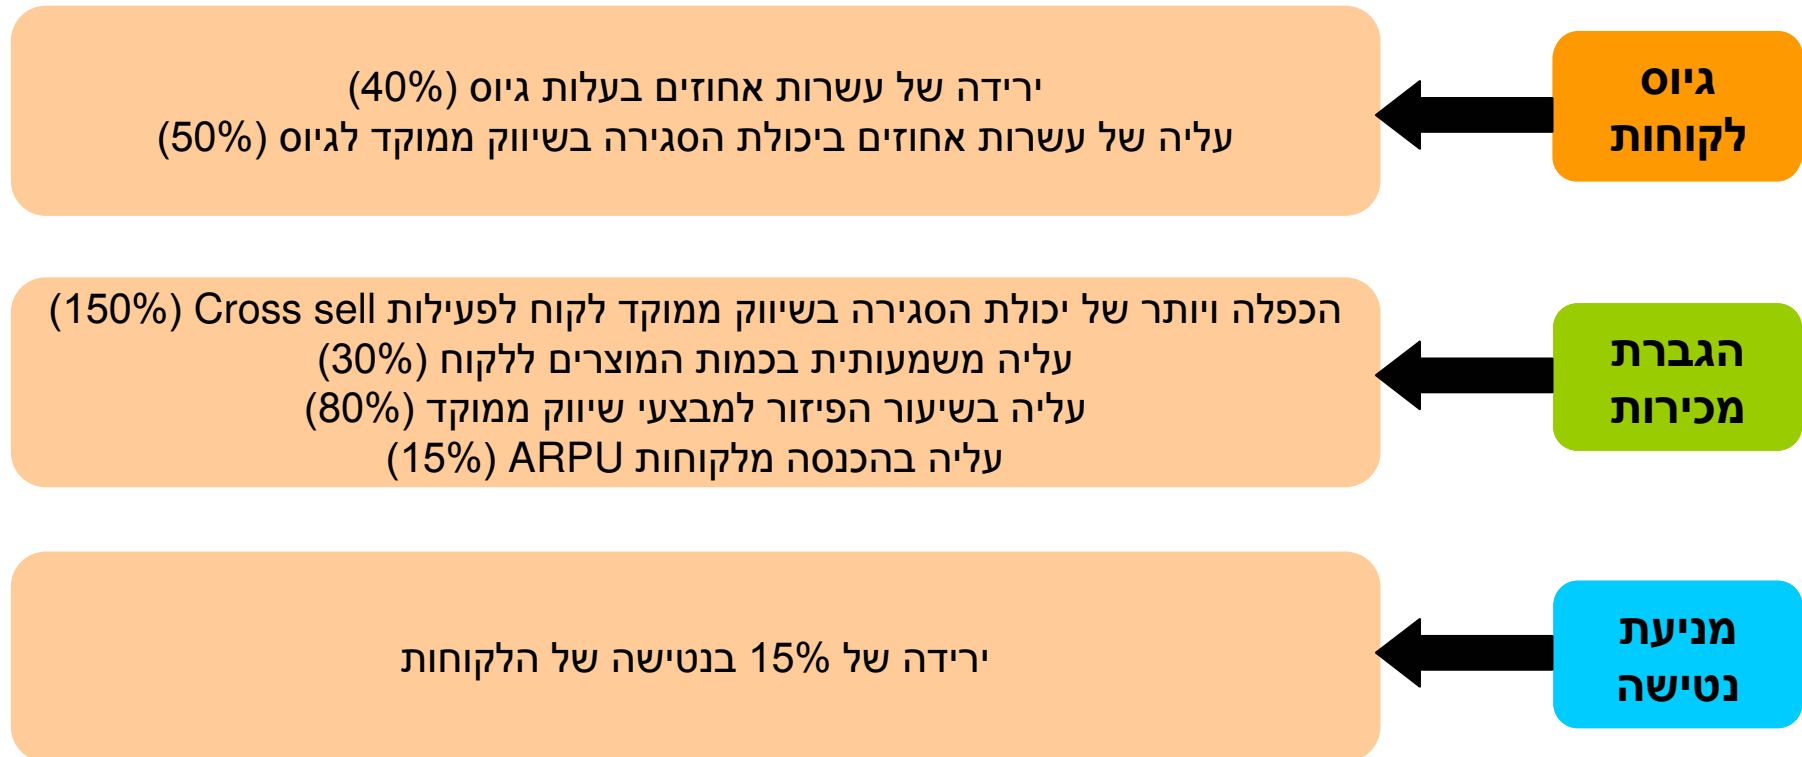 גיוס
לקוחות
ירידה של עשרות אחוזים בעלות גיוס (40%)
עליה של עשרות אחוזים ביכולת הסגירה בשיווק ממוקד לגיוס (50%)
הגברת
מכירות
הכפלה ויותר של יכולת הסגירה בשיווק ממוקד לקוח לפעילות Cross sell (150%)
עליה משמעותית בכמות המוצרים ללקוח (30%)
עליה בשיעור הפיזור למבצעי שיווק ממוקד (80%)
עליה בהכנסה מלקוחות ARPU (15%)
מניעת
נטישה
ירידה של 15% בנטישה של הלקוחות